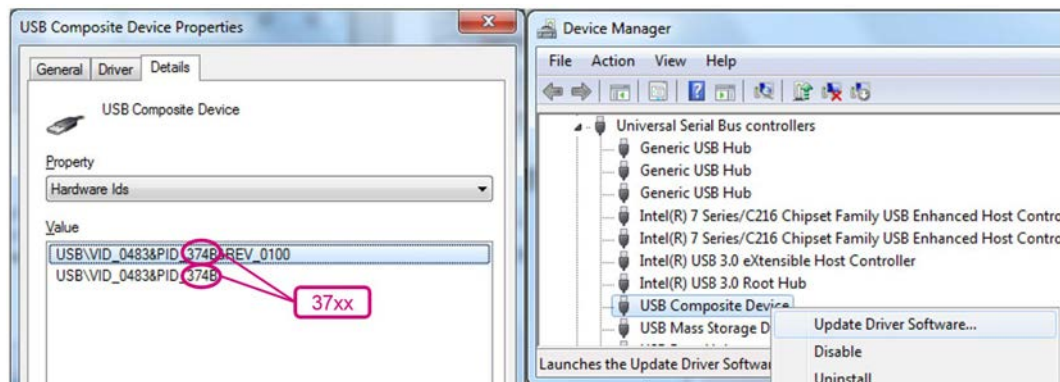 USB Composite Device Properties
General Driver Details
USB Composite Device
Property
Hardware Ids
Value
USB\VID_0483&PID_374B&REV_0100
USB\VID_0483&PID_374B
37xx
Device Manager
File Action View Help
Universal Serial Bus controllers
Generic USB Hub
Generic USB Hub
Generic USB Hub
Intel(R) 7 Series/C216 Chipset Family USB Enhanced Host Contro
Intel(R) 7 Series/C216 Chipset Family USB Enhanced Host Contro
Intel(R) USB 3.0 eXtensible Host Controller
Intel(R) USB 3.0 Root Hub
USB Composite Device
USB Mass Storage D
Launches the Update Driver Softwar
Update Driver Software...
Disable
Uninstall